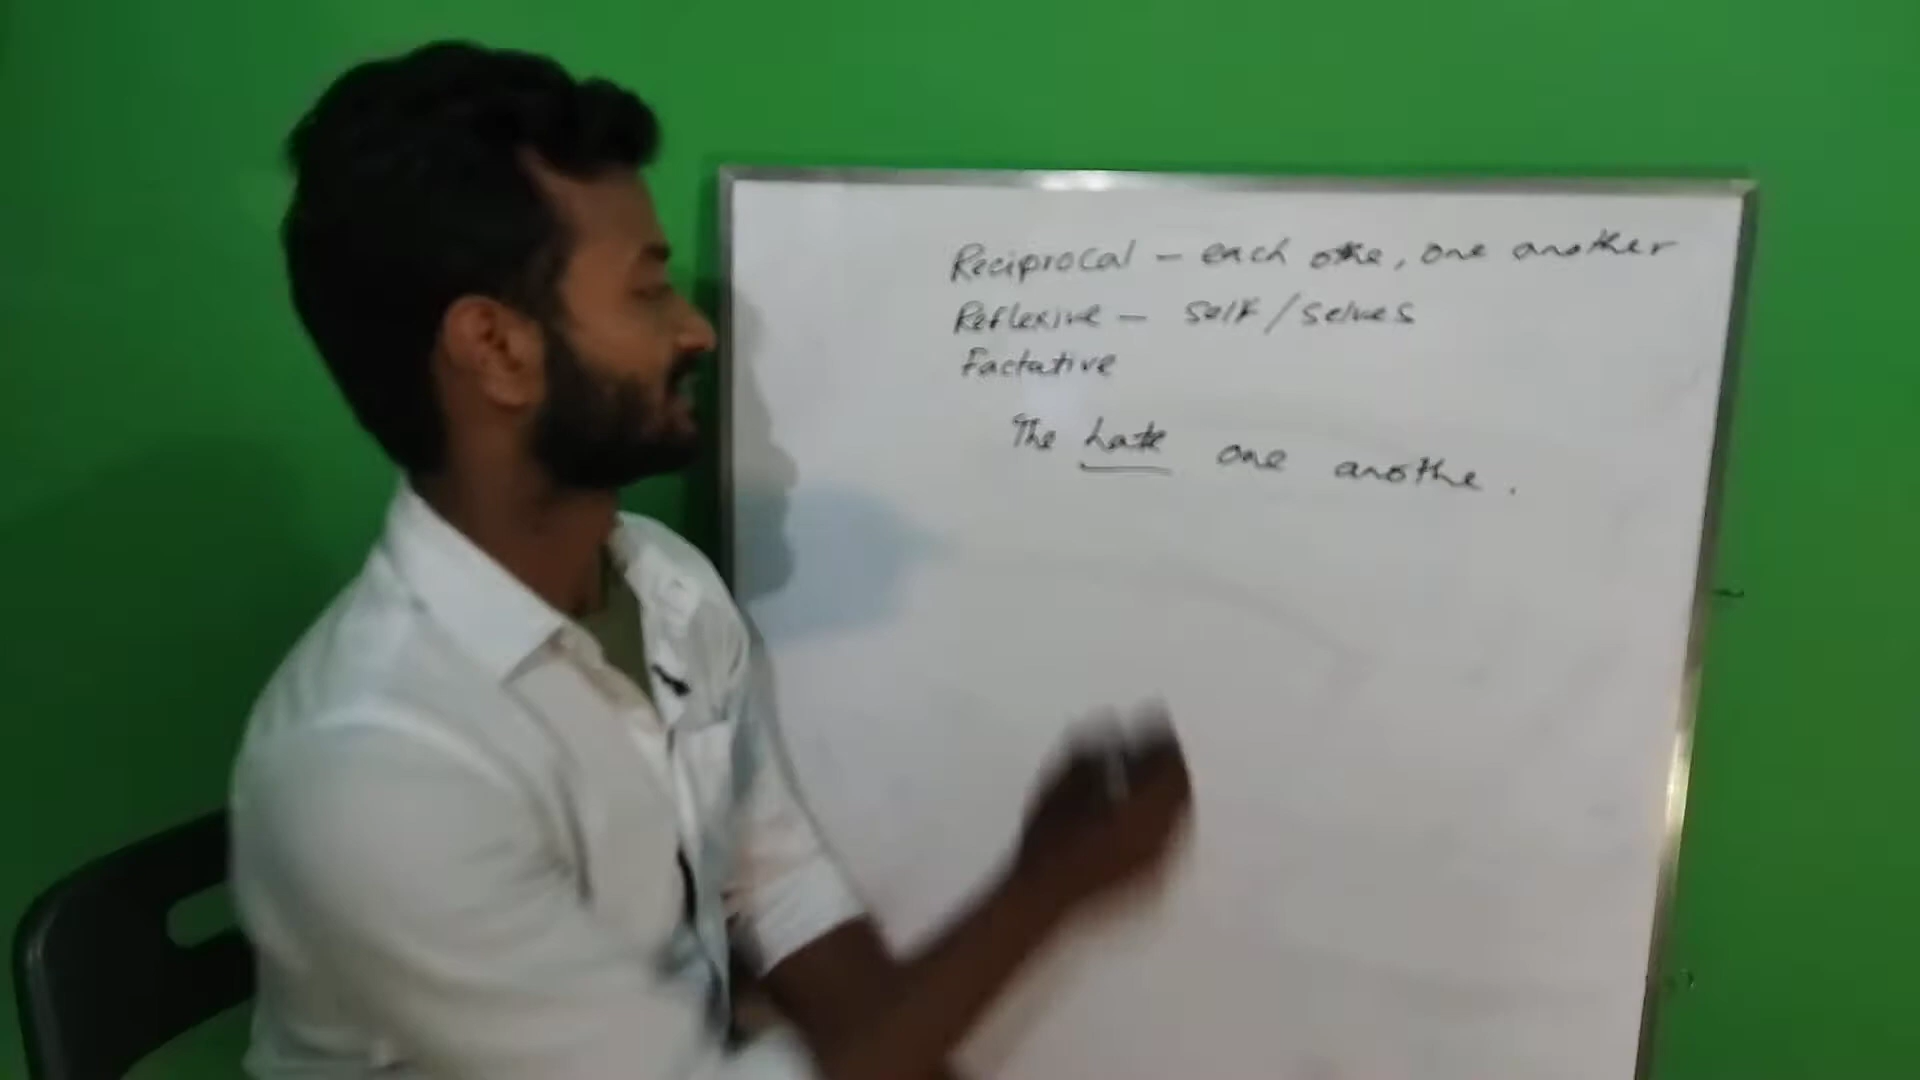 Reciprocal - each othe, one another
Reflexive - self/selves
Factative
The hate one anothe.